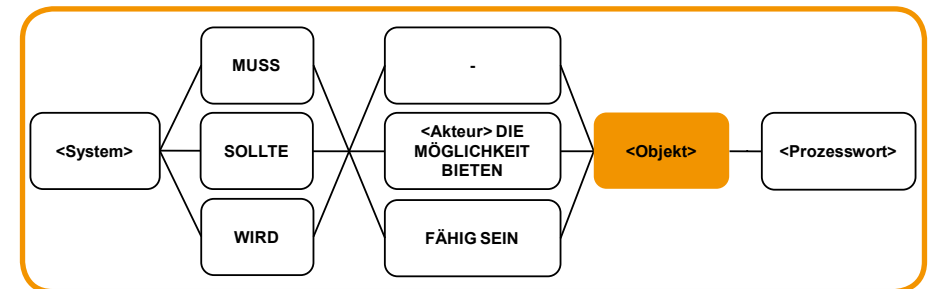 MUSS
-
<System>
SOLLTE
<Akteur> DIE
MÖGLICHKEIT
BIETEN
<Objekt>
<Prozesswort>
WIRD
FÄHIG SEIN